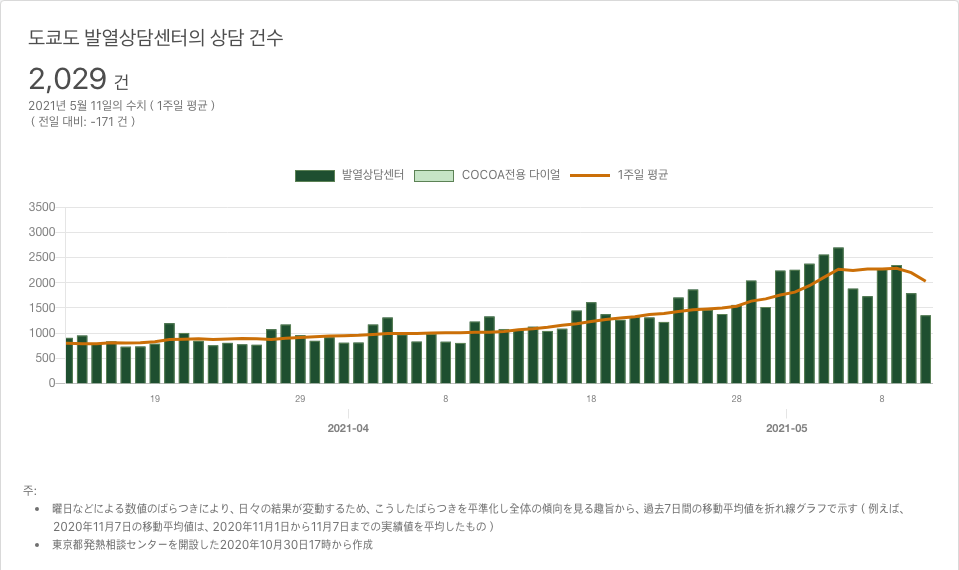 도쿄도 발열상담센터의 상담 건수
2,029 건
2021년 5월 11일의 수치 ( 1주일 평균 )
( 전일 대비: -171 건 )
발열상담센터 COCOA전용 다이얼 1주일 평균
3500
3000
2500
2000
1500
1000
500
0
19 29 8 18 28 8
2021-04 2021-05
주:
• 曜日などによる数値のばらつきにより、日々の結果が変動するため、こうしたばらつきを平準化し全体の傾向を見る趣旨から、過去7日間の移動平均値を折れ線グラフで示す ( 例えば、
2020年11月7日の移動平均値は、2020年11月1日から11月7日までの実績値を平均したもの )
• 東京都発熱相談センターを開設した2020年10月30日17時から作成